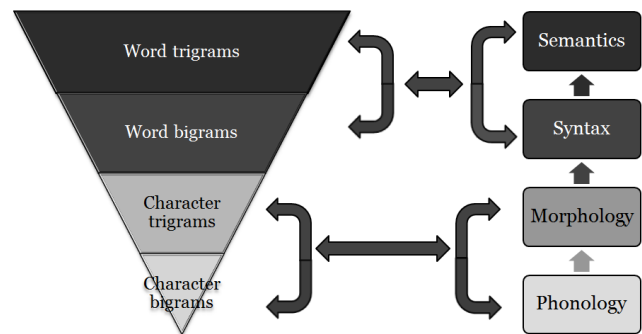 Word trigrams
Word bigrams
Character
trigrams
Character
bigrams
Semantics
Syntax
Morphology
Phonology